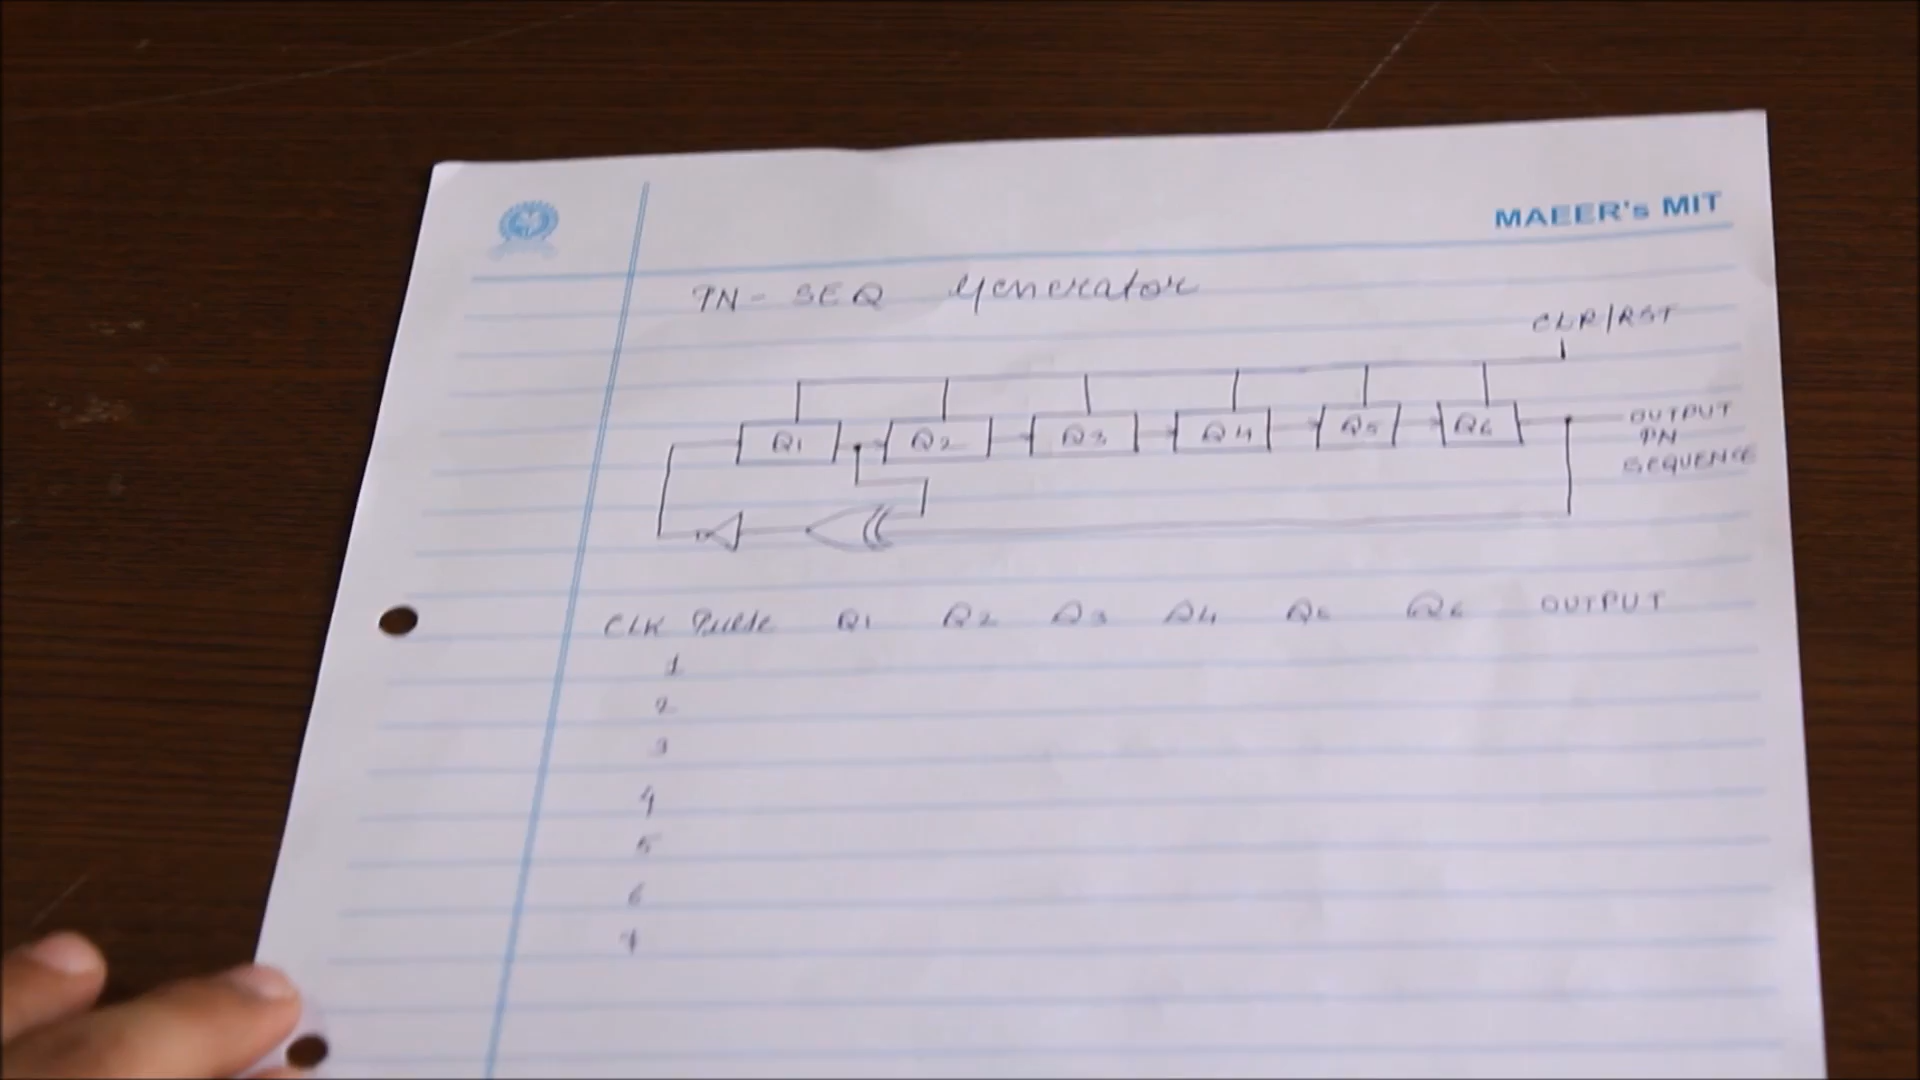 MAEER's MIT
PN - SEQ Generator
CLR/RST
Q1 Q2 Q3 Q4 Q5 Q6
OUTPUT
PN
SEQUENCE
CLK Pulse Q1 Q2 Q3 Q4 Q5 Q6 OUTPUT
1
2
3
4
5
6
7